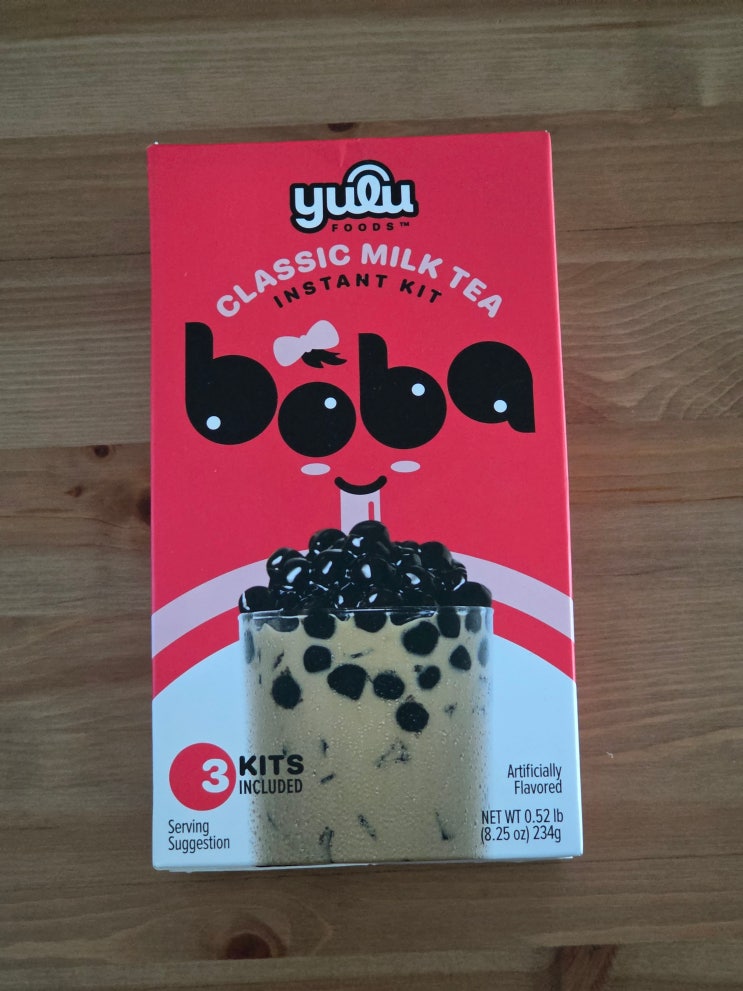 yulu
FOODS™
CLASSIC MILK TEA
INSTANT KIT
boba
3 KITS
INCLUDED
Serving
Suggestion
Artificially
Flavored
NET WT 0.52 lb
(8.25 oz) 234g